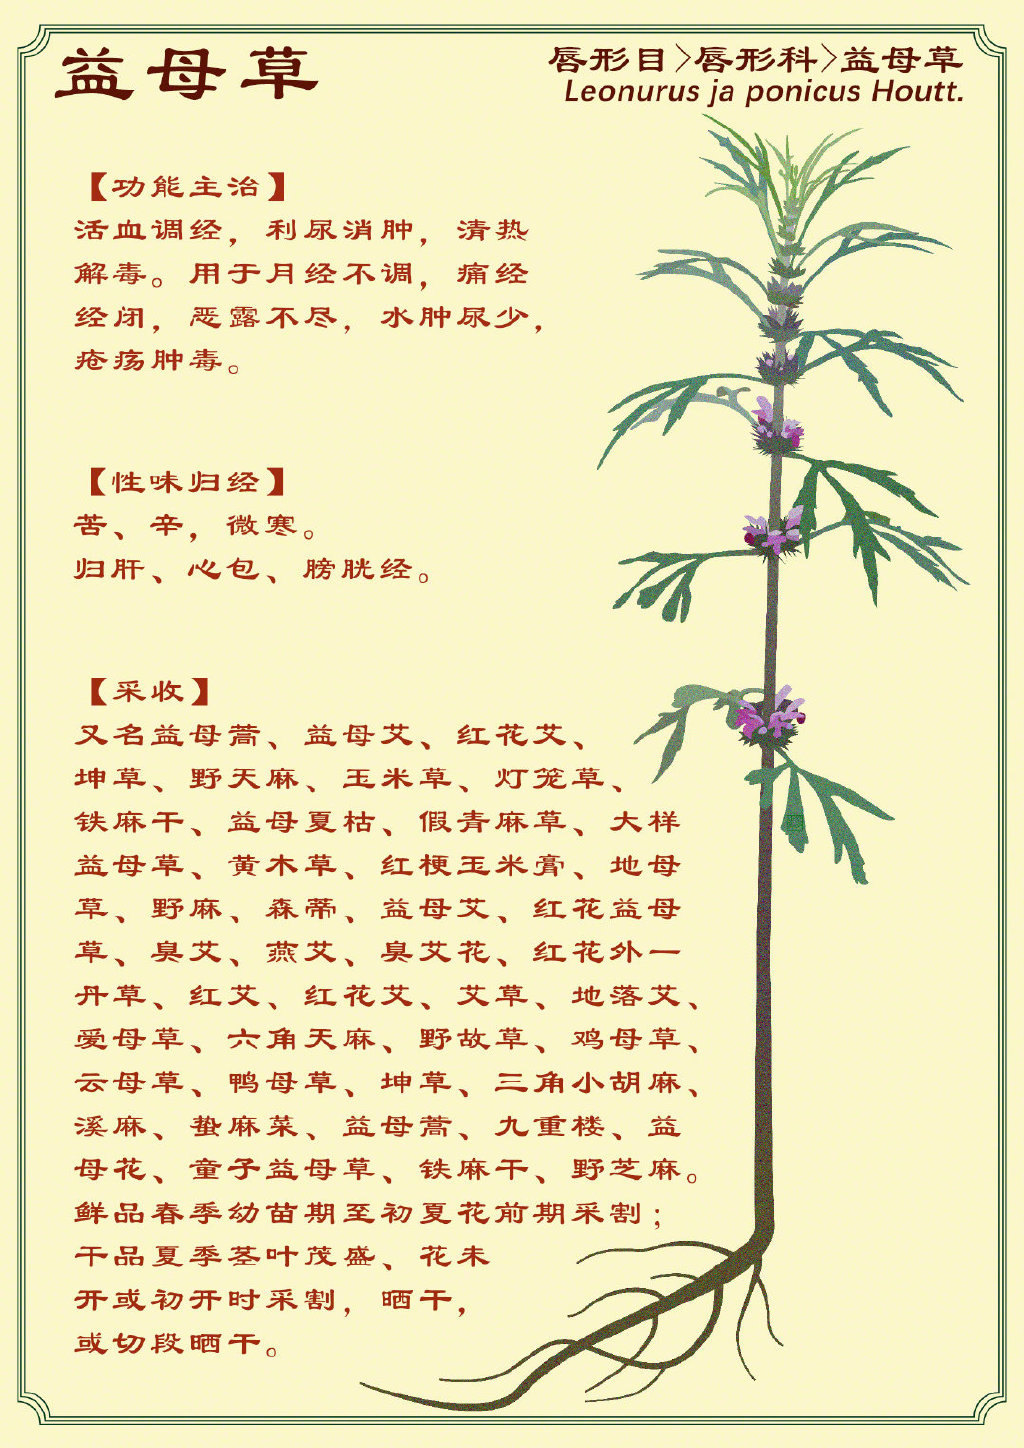 益母草
唇形目>唇形科>益母草
Leonurus ja ponicus Houtt.
【功能主治】
活血调经，利尿消肿，清热
解毒。用于月经不调，痛经
经闭，恶露不尽，水肿尿少，
疮疡肿毒。
【性味归经】
苦、辛，微寒。
归肝、心包、膀胱经。
【采收】
又名益母蒿、益母艾、红花艾、
坤草、野天麻、玉米草、灯笼草、
铁麻干、益母夏枯、假青麻草、大样
益母草、黄木草、红梗玉米膏、地母
草、野麻、森蒂、益母艾、红花益母
草、臭艾、燕艾、臭艾花、红花外一
丹草、红艾、红花艾、艾草、地落艾、
爱母草、六角天麻、野故草、鸡母草、
云母草、鸭母草、坤草、三角小胡麻、
溪麻、蛰麻菜、益母蒿、九重楼、益
母花、童子益母草、铁麻干、野芝麻。
鲜品春季幼苗期至初夏花前期采割；
干品夏季茎叶茂盛、花未
开或初开时采割，晒干，
或切段晒干。